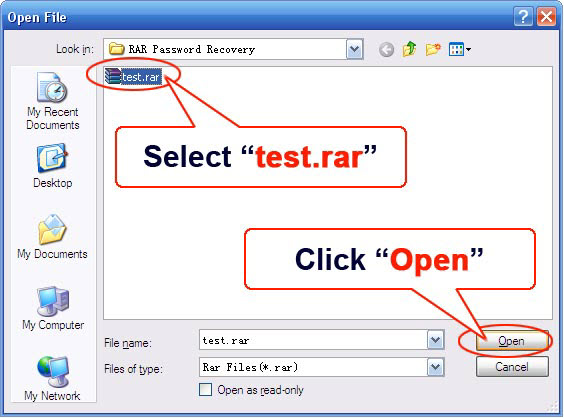 Open File
Look in:
RAR Password Recovery
test.rar
My Recent
Documents
Select “test.rar”
Desktop
My Documents
Click “Open”
My Computer
File name:
test.rar
Open
Files of type:
Rar Files(*.rar)
Cancel
Open as read-only
My Network